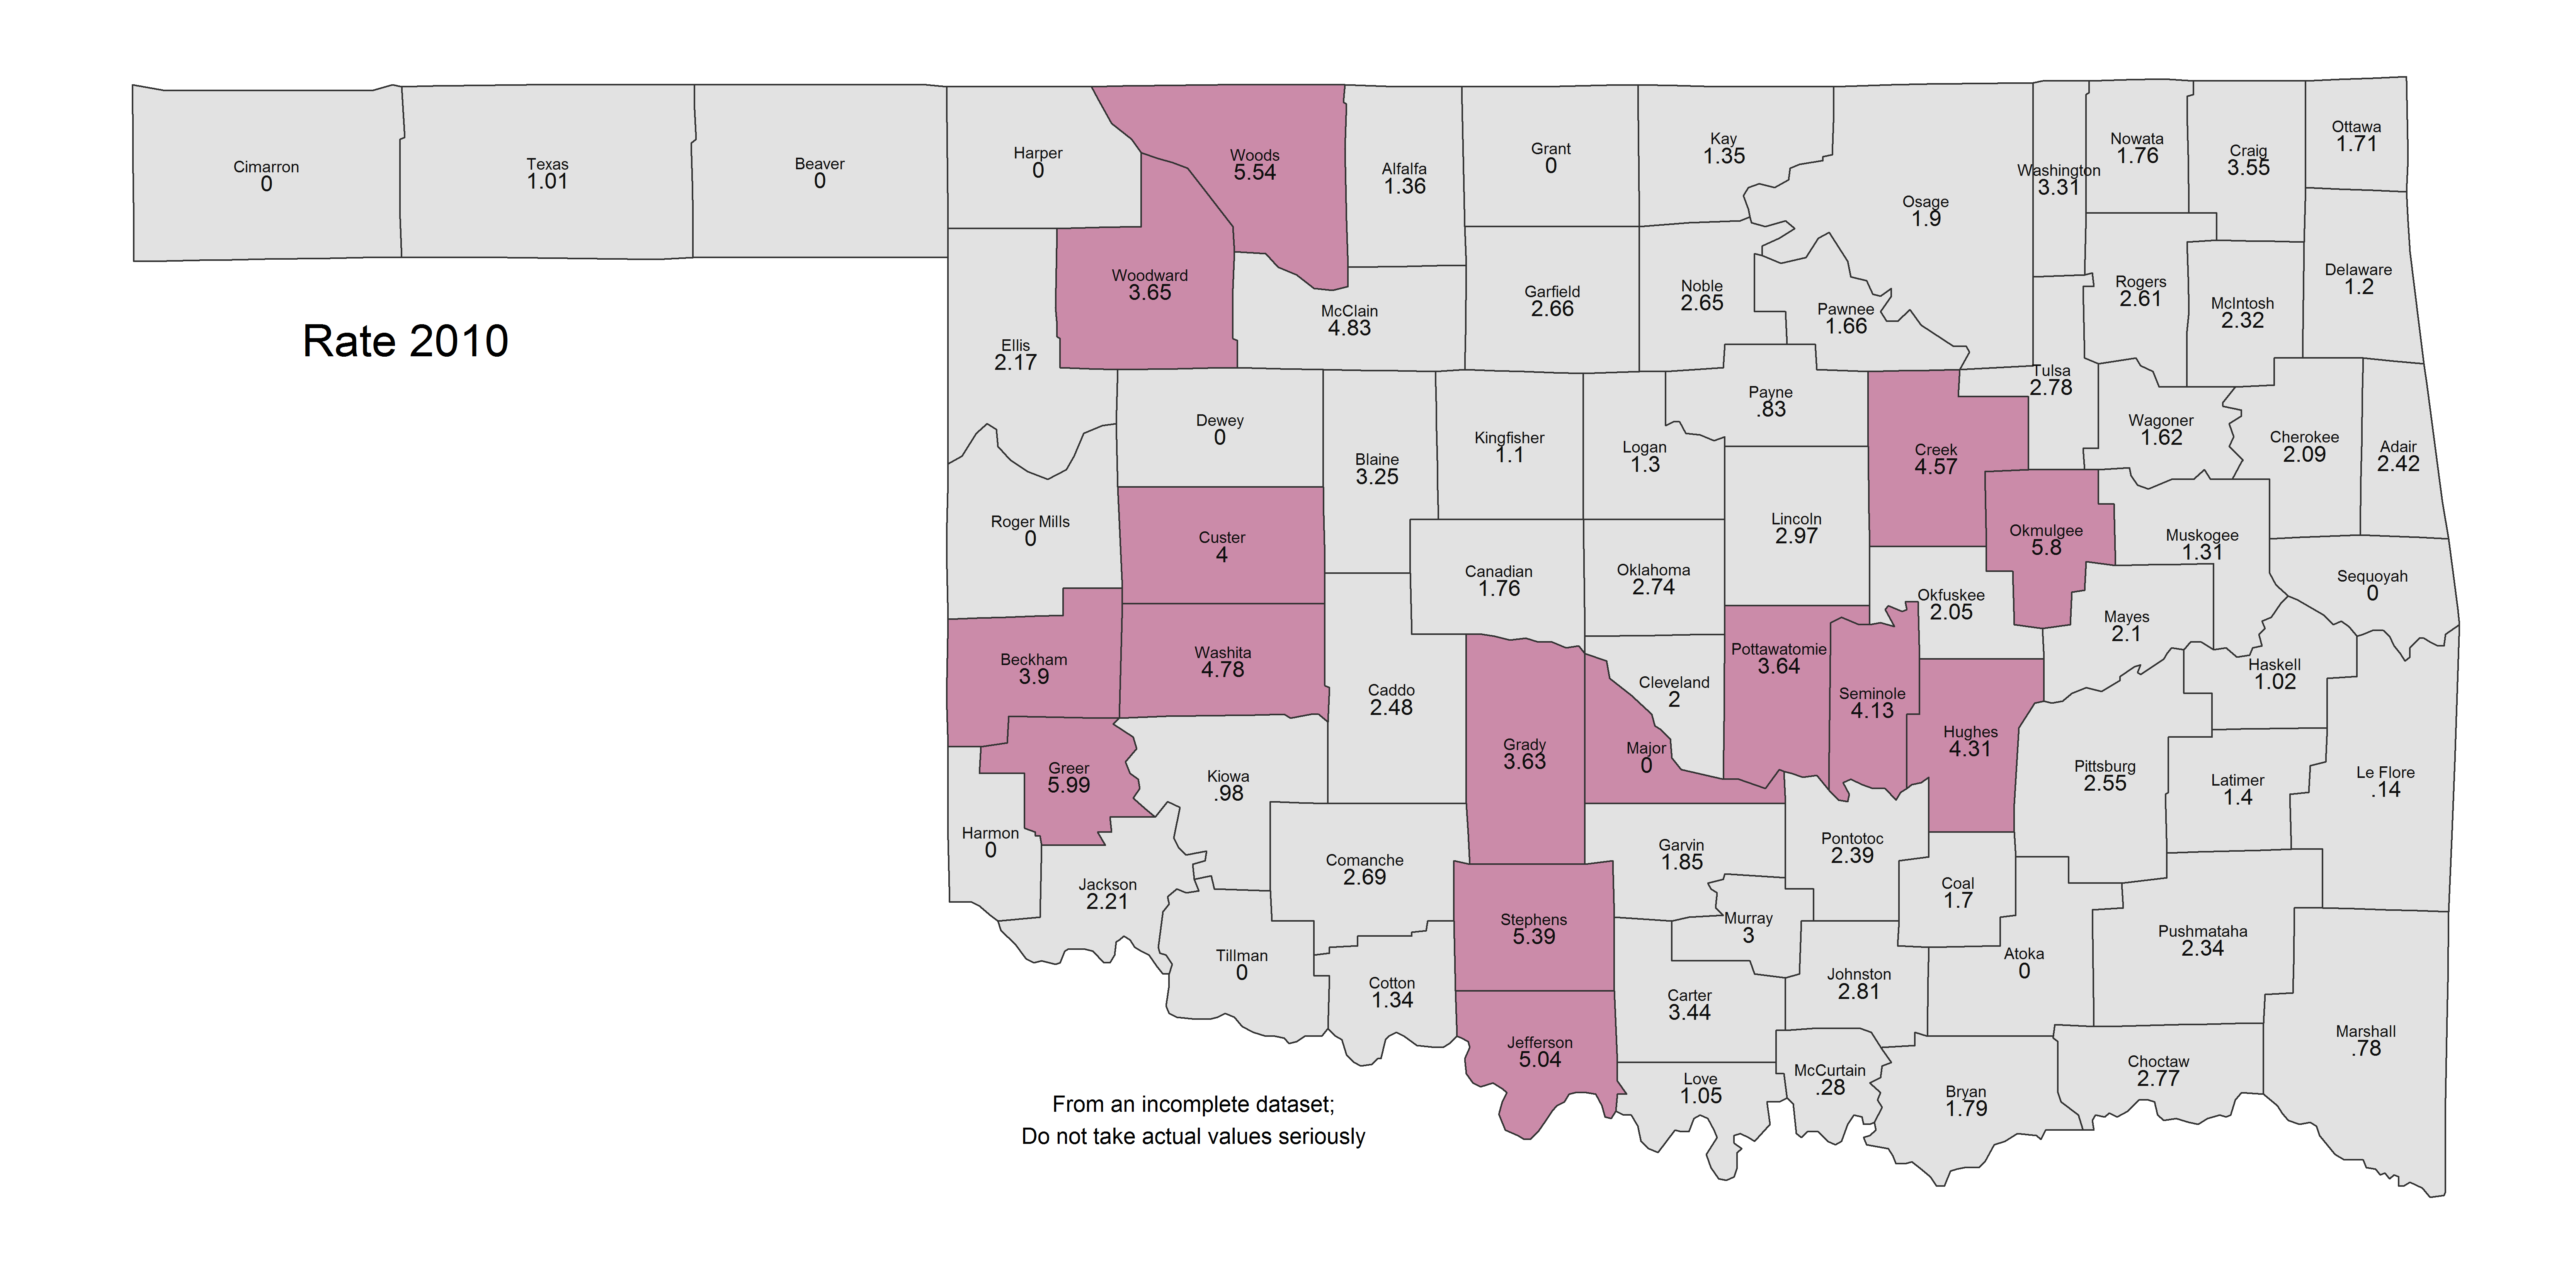 Cimarron
0
Texas
1.01
Beaver
0
Harper
0
Woods
5.54
Alfalfa
1.36
Grant
0
Kay
1.35
Osage
1.9
Washington
3.31
Nowata
1.76
Craig
3.55
Ottawa
1.71
Rate 2010
Ellis
2.17
Woodward
3.65
McClain
4.83
Garfield
2.66
Noble
2.65
Pawnee
1.66
Rogers
2.61
McIntosh
2.32
Delaware
1.2
Dewey
0
Blaine
3.25
Kingfisher
1.1
Logan
1.3
Payne
.83
Creek
4.57
Tulsa
2.78
Wagoner
1.62
Cherokee
2.09
Adair
2.42
Roger Mills
0
Custer
4
Canadian
1.76
Oklahoma
2.74
Lincoln
2.97
Okfuskee
2.05
Okmulgee
5.8
Muskogee
1.31
Sequoyah
0
Beckham
3.9
Washita
4.78
Caddo
2.48
Grady
3.63
Cleveland
2
Major
0
Pottawatomie
3.64
Seminole
4.13
Hughes
4.31
Mayes
2.1
Haskell
1.02
Greer
5.99
Kiowa
.98
Pittsburg
2.55
Latimer
1.4
Le Flore
.14
Harmon
0
Jackson
2.21
Comanche
2.69
Stephens
5.39
Garvin
1.85
Pontotoc
2.39
Coal
1.7
Murray
3
Tillman
0
Cotton
1.34
Jefferson
5.04
Carter
3.44
Johnston
2.81
Atoka
0
Pushmataha
2.34
Marshall
.78
Love
1.05
McCurtain
.28
Bryan
1.79
Choctaw
2.77
From an incomplete dataset;
Do not take actual values seriously